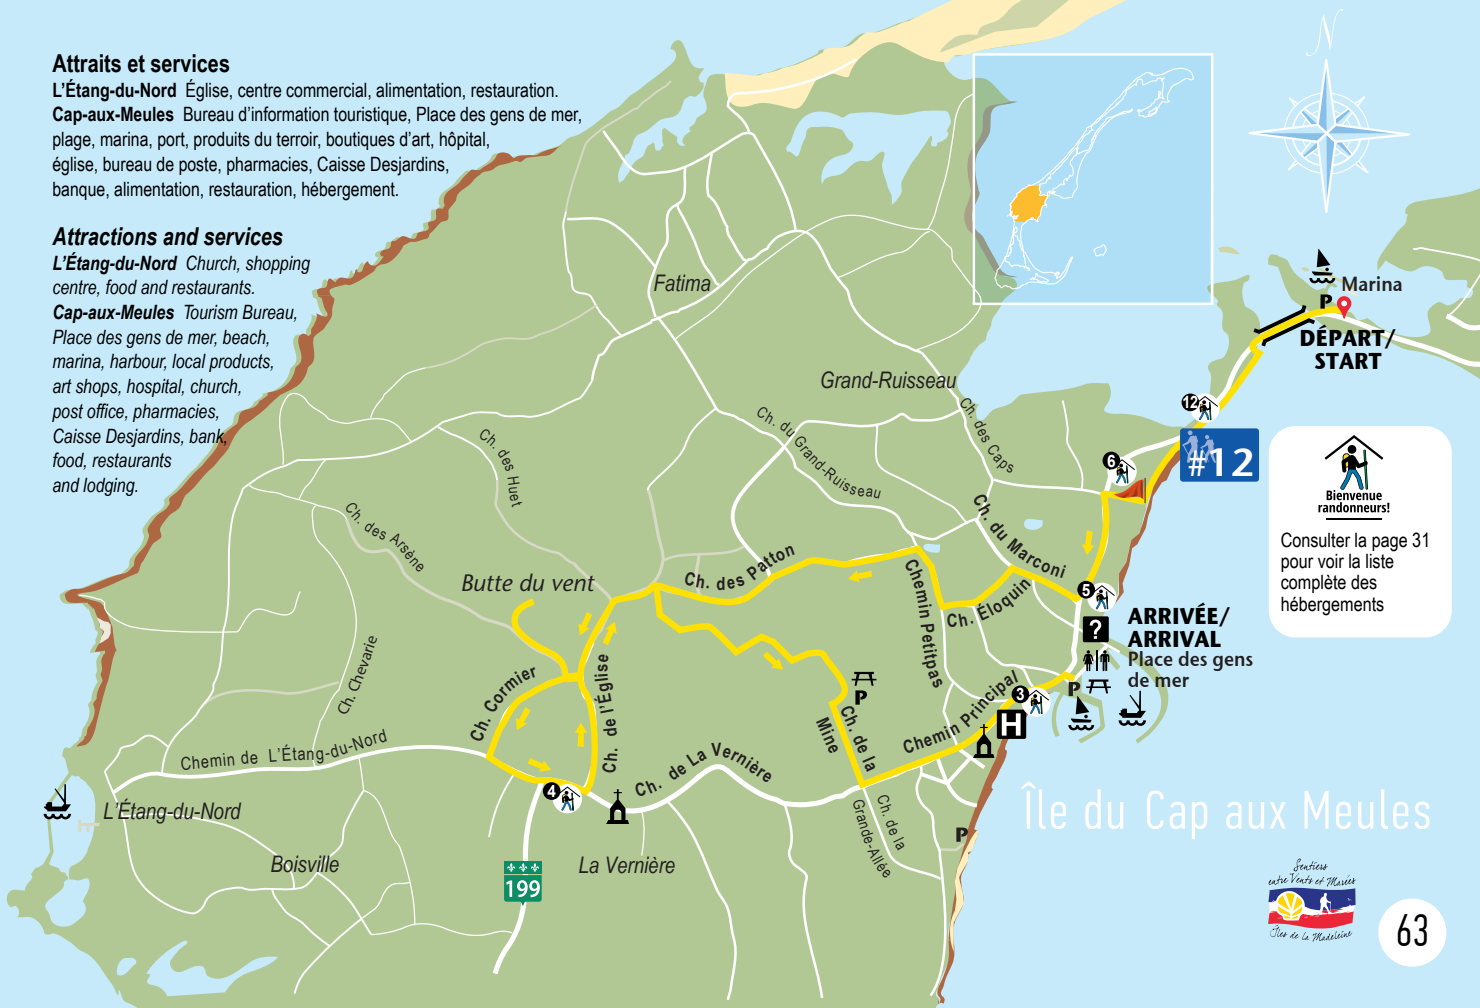 Attraits et services
L'Étang-du-Nord Église, centre commercial, alimentation, restauration.
Cap-aux-Meules Bureau d'information touristique, Place des gens de mer,
plage, marina, port, produits du terroir, boutiques d'art, hôpital,
église, bureau de poste, pharmacies, Caisse Desjardins,
banque, alimentation, restauration, hébergement.
Attractions and services
L'Étang-du-Nord Church, shopping
centre, food and restaurants.
Cap-aux-Meules Tourism Bureau,
Place des gens de mer, beach,
marina, harbour, local products,
art shops, hospital, church,
post office, pharmacies,
Caisse Desjardins, bank,
food, restaurants
and lodging.
N
Marina
P
DÉPART/
START
Fatima
Grand-Ruisseau
Ch. du Grand-Ruisseau
Ch. des Caps
12
#12
6
Bienvenue
randonneurs!
Consulter la page 31
pour voir la liste
complète des
hébergements
Ch. des Huet
Ch. des Arsène
Ch. du Marconi
Butte du vent
Ch. des Patton
Chemin Petitpas
Ch. Éloquin
5
?
ARRIVÉE/
ARRIVAL
Place des gens
de mer
P
Ch. Chevarie
Ch. Cormier
Ch. de l'Église
P
Ch. de la
Mine
Chemin Principal
3
H
Chemin de L'Étang-du-Nord
Ch. de La Vernière
4
L'Étang-du-Nord
Boisville
La Vernière
199
Ch. de la
Grande-Allée
P
Île du Cap aux Meules
Sentiers
entre Vents et Marées
Îles de la Madeleine
63